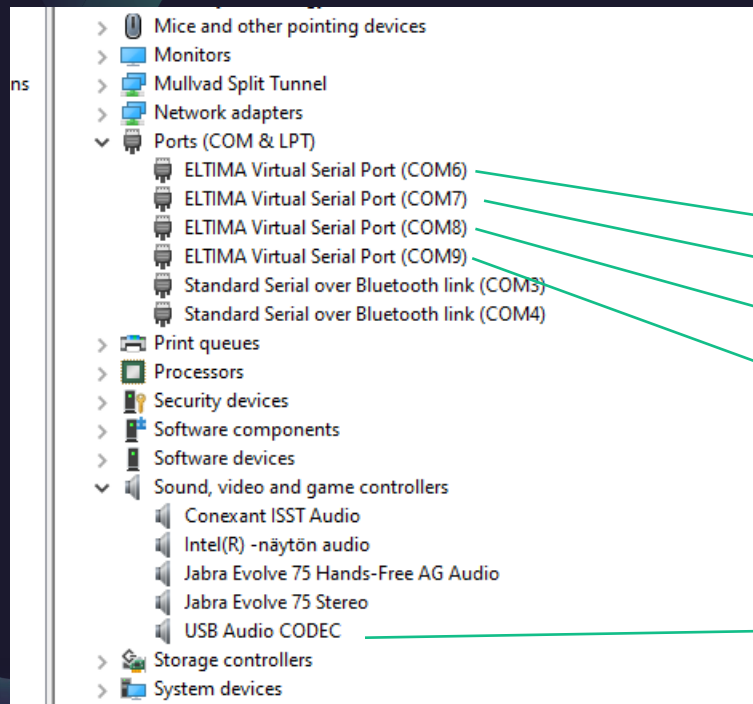 Mice and other pointing devices
Monitors
ns
Mullvad Split Tunnel
Network adapters
Ports (COM & LPT)
ELTIMA Virtual Serial Port (COM6)
ELTIMA Virtual Serial Port (COM7)
ELTIMA Virtual Serial Port (COM8)
ELTIMA Virtual Serial Port (COM9)
Standard Serial over Bluetooth link (COM3)
Standard Serial over Bluetooth link (COM4)
Print queues
Processors
Security devices
Software components
Software devices
Sound, video and game controllers
Conexant ISST Audio
Intel(R) -näytön audio
Jabra Evolve 75 Hands-Free AG Audio
Jabra Evolve 75 Stereo
USB Audio CODEC
Storage controllers
System devices